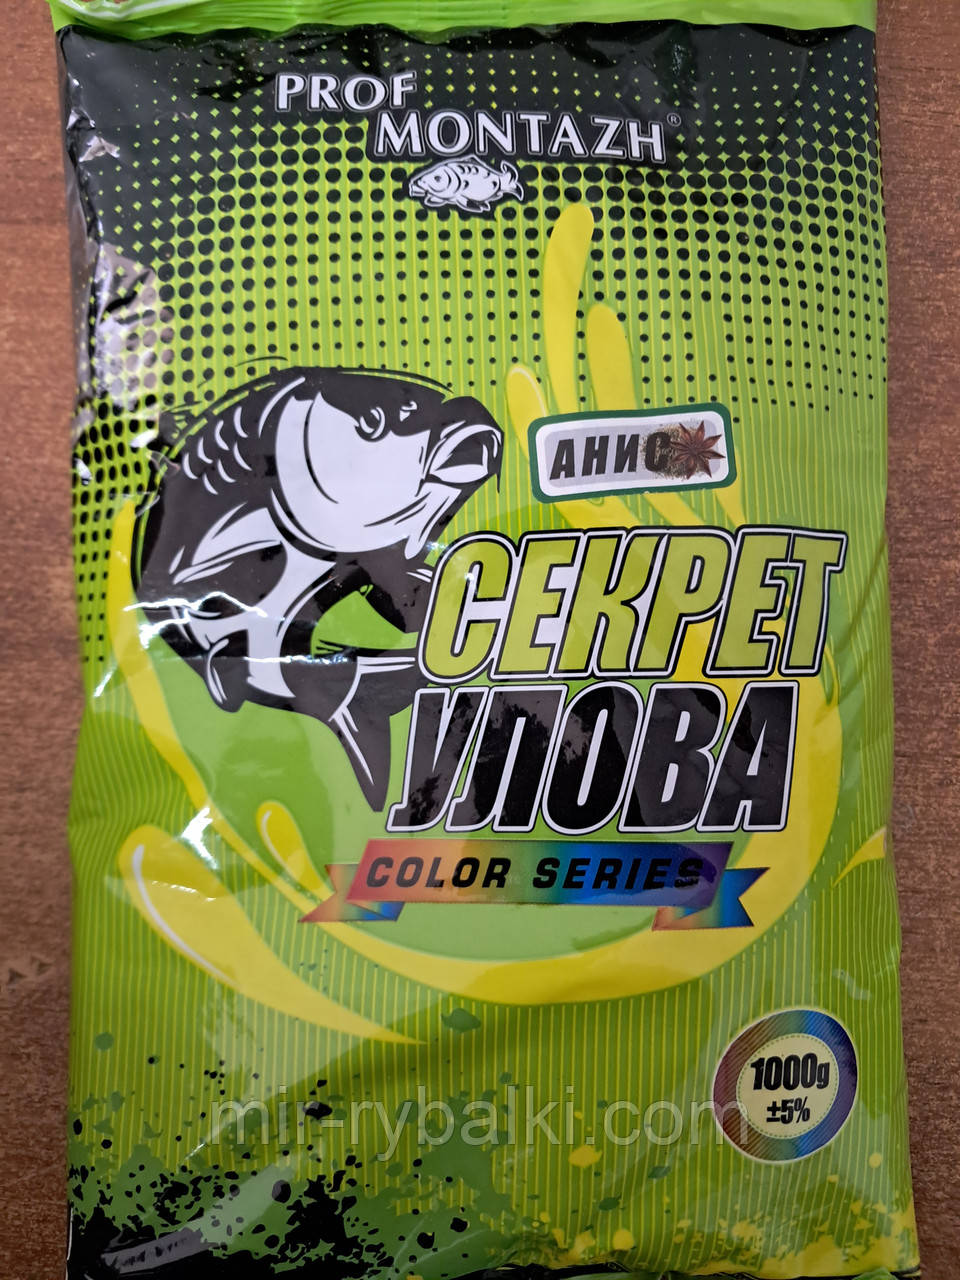 PROF
MONTAZH®
АНИС
СЕКРЕТ
УЛОВА
COLOR SERIES
1000g
±5%
mir-rybalki.com